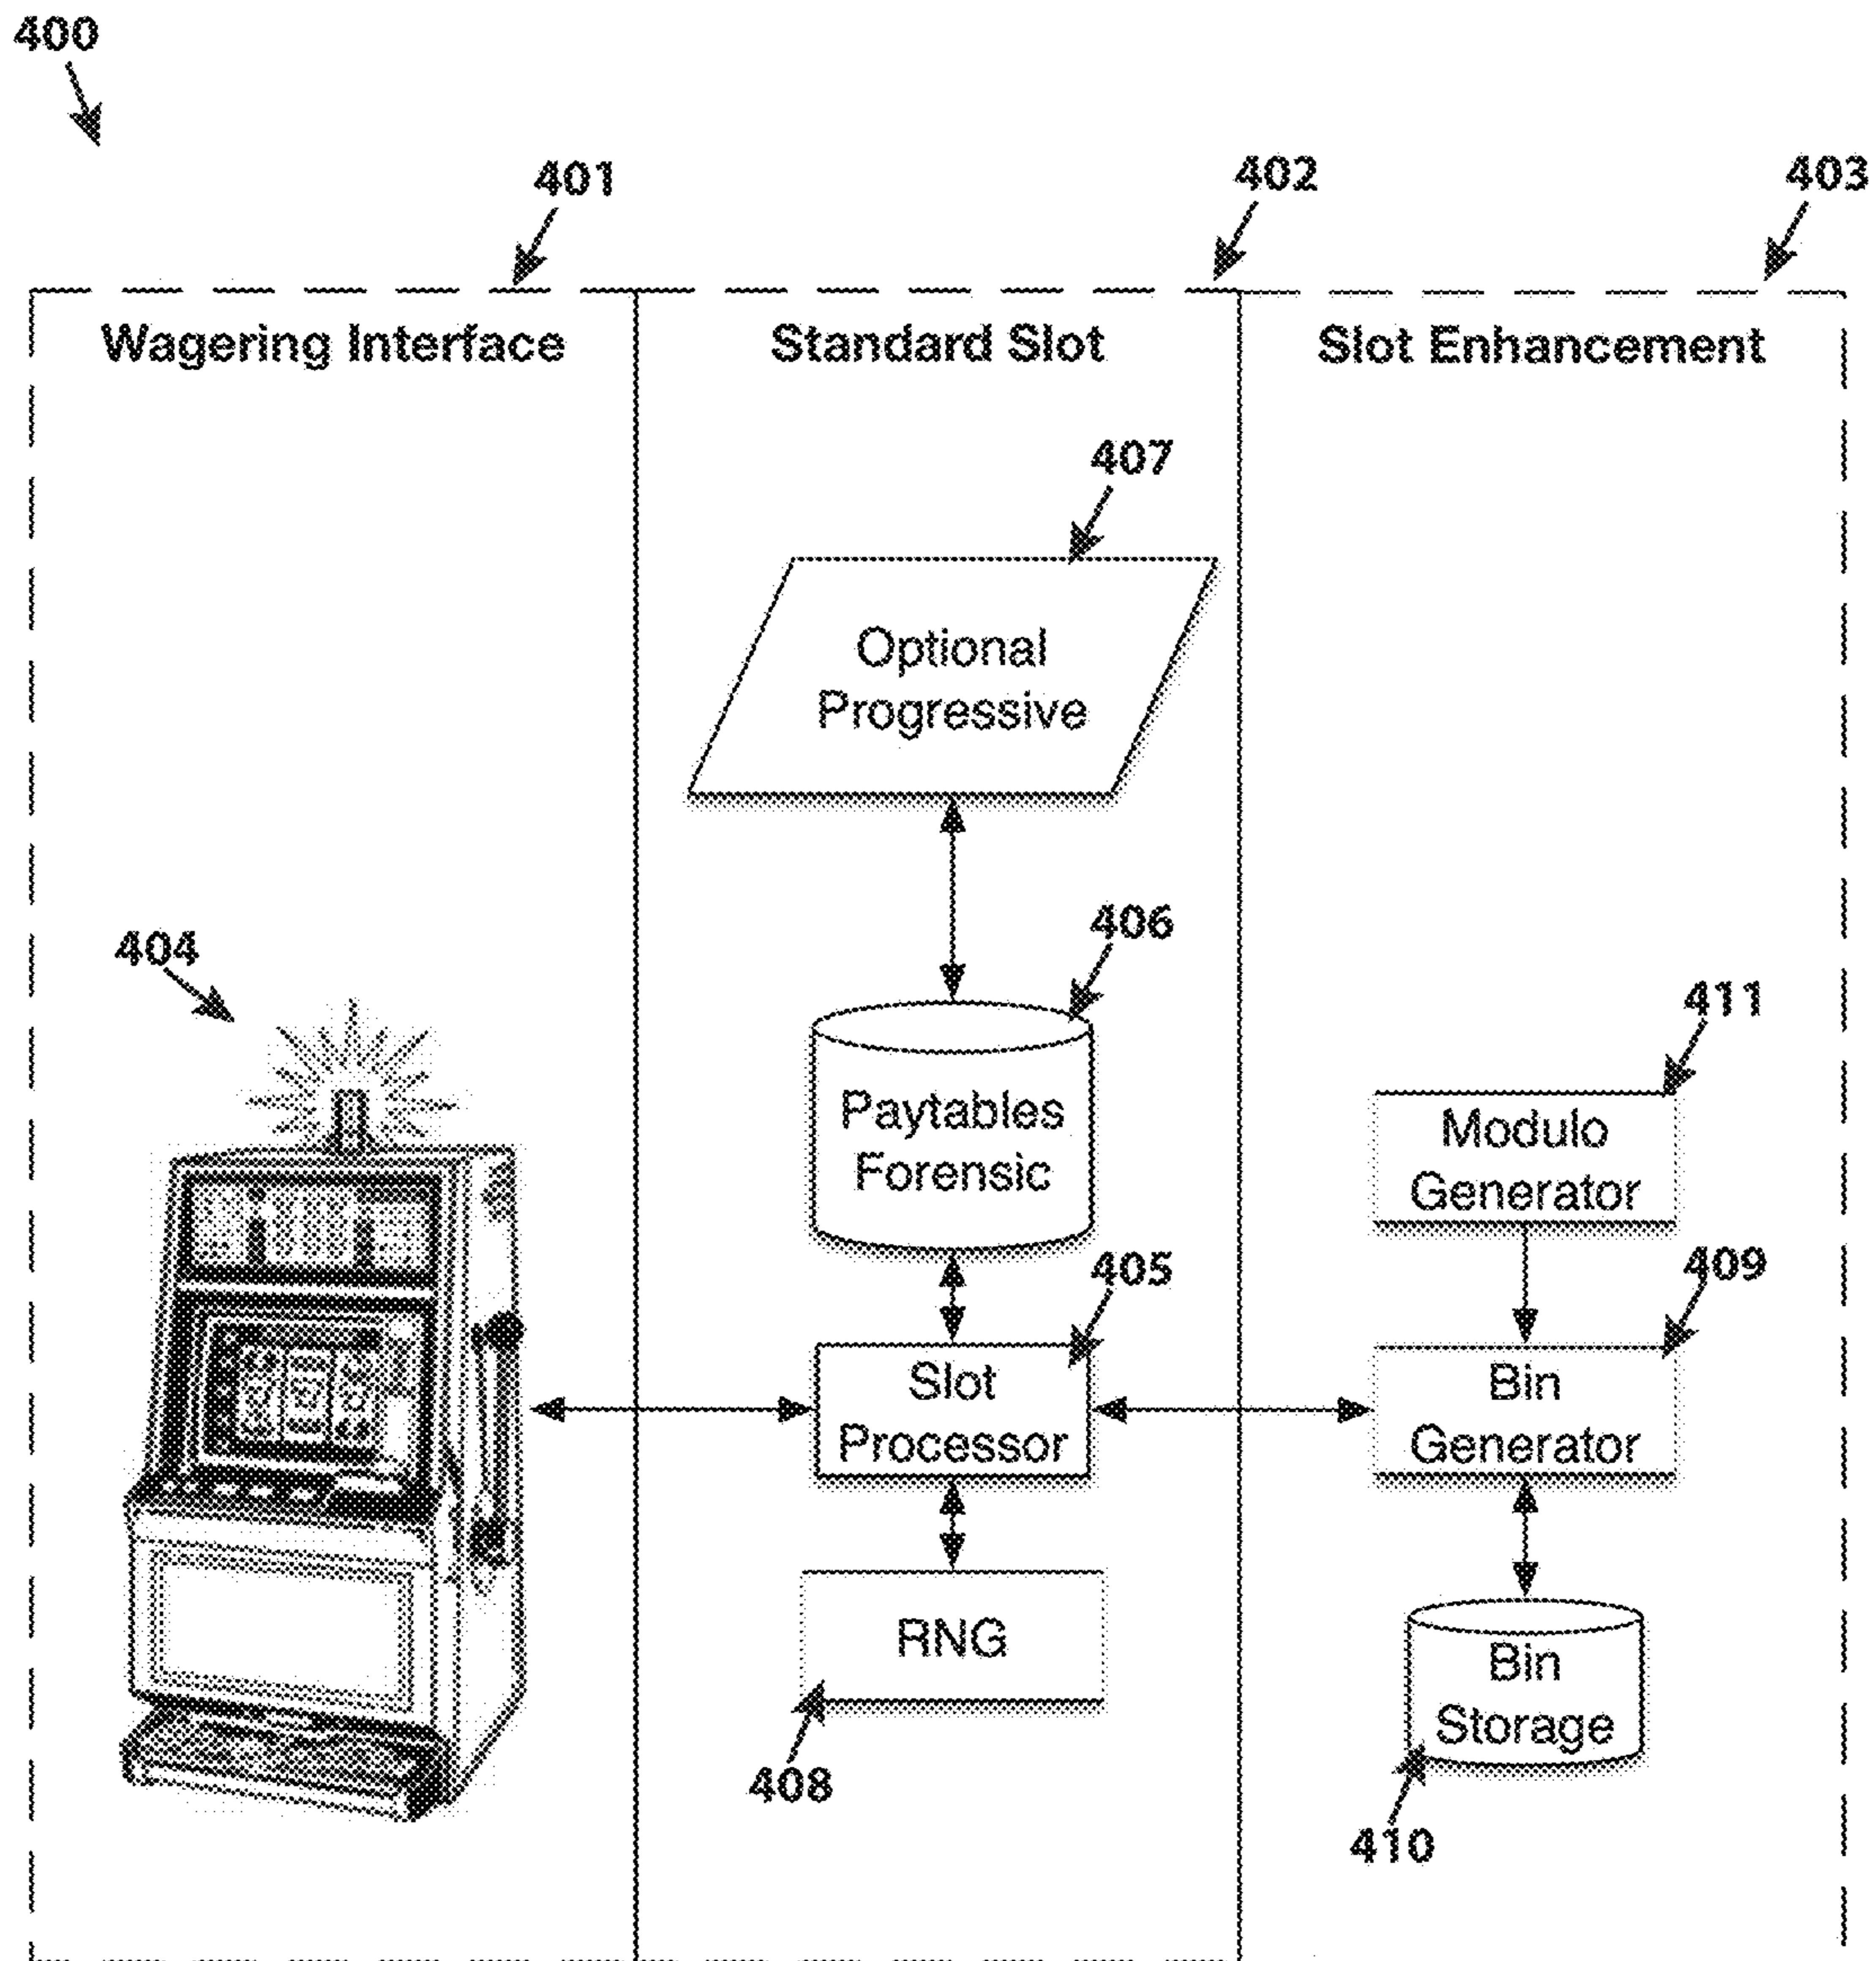 400
401
402
403
Wagering Interface
Standard Slot
Slot Enhancement
407
Optional
Progressive
406
404
411
Paytables
Forensic
Modulo
Generator
405
409
Slot
Processor
Bin
Generator
RNG
Bin
Storage
408
410